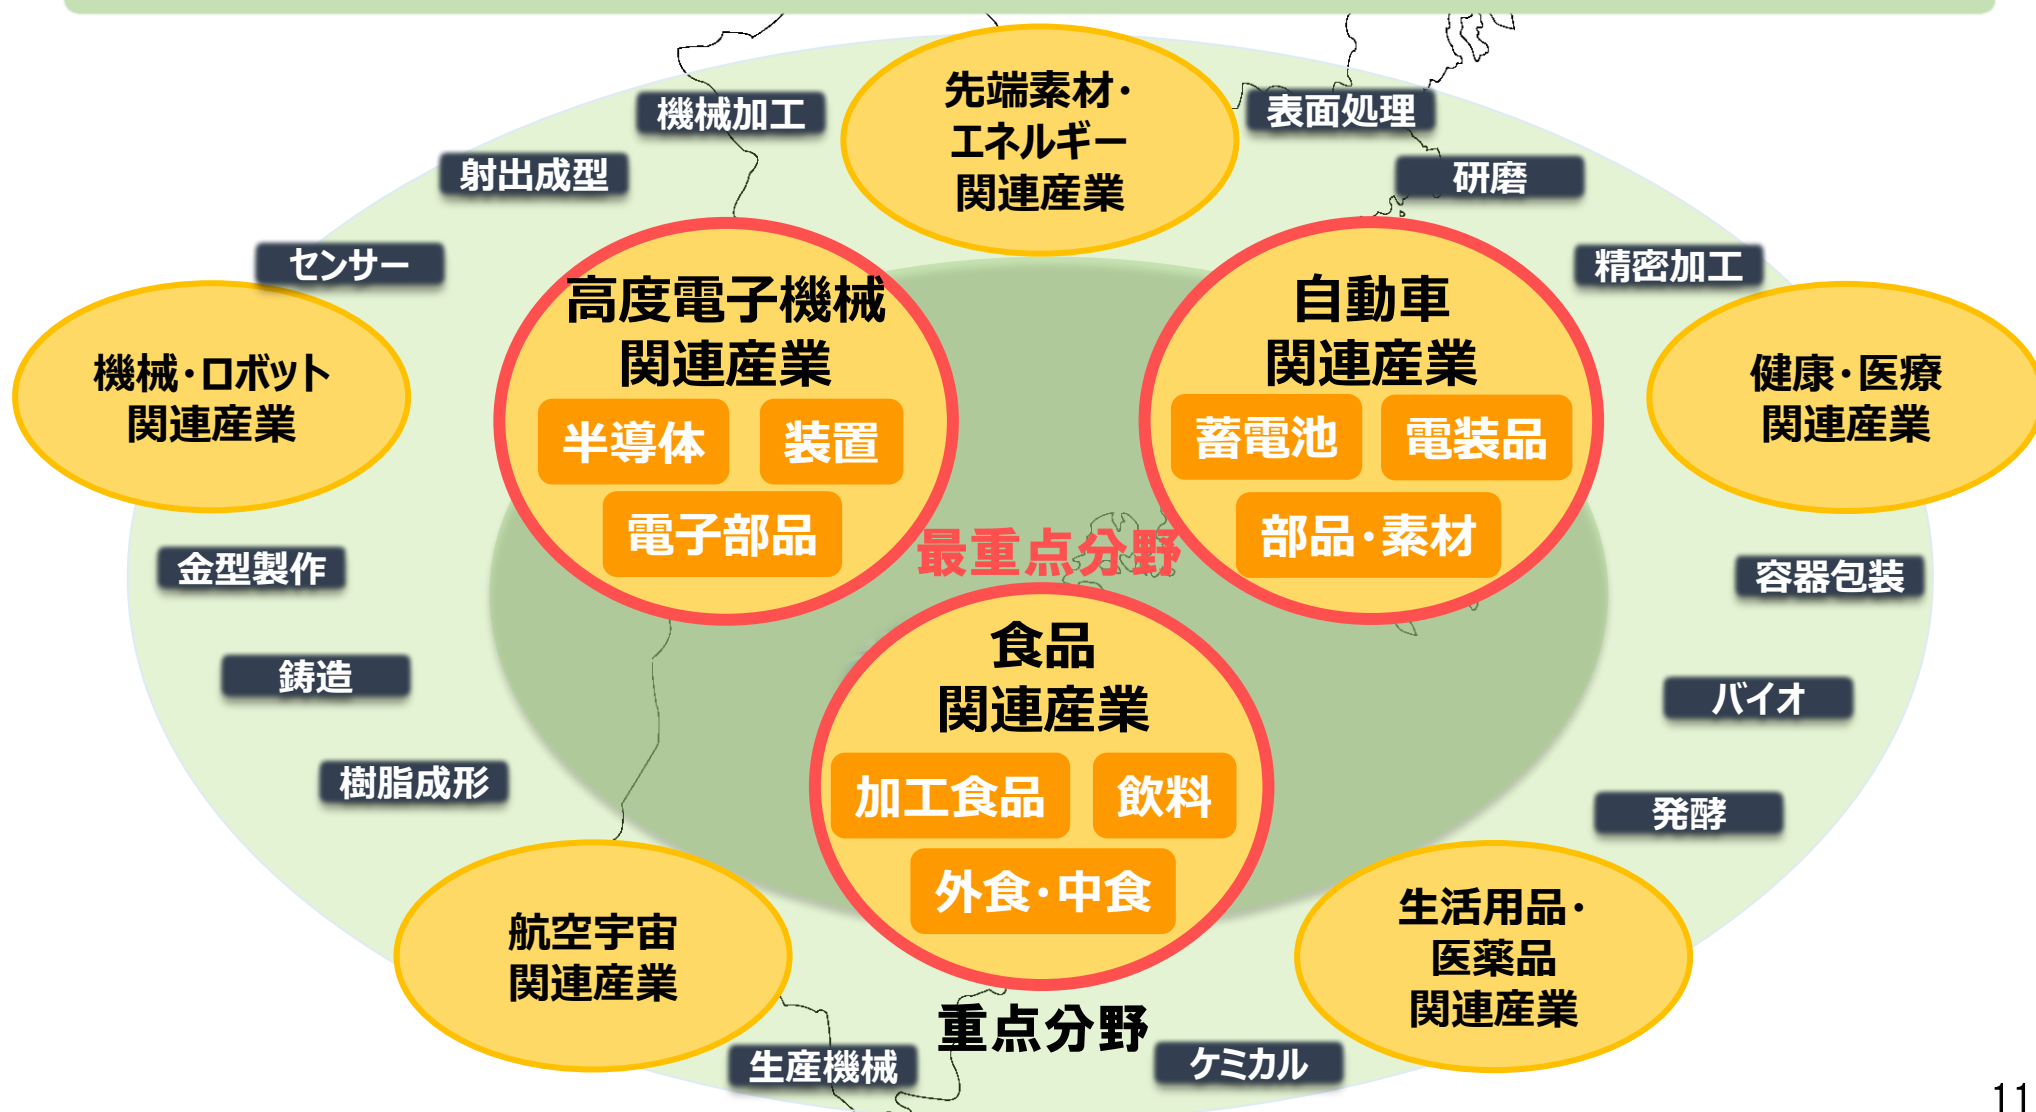 先端素材・
エネルギー
関連産業
機械加工
表面処理
射出成型
研磨
センサー
精密加工
高度電子機械
関連産業
半導体
装置
電子部品
自動車
関連産業
蓄電池
電装品
部品・素材
機械・ロボット
関連産業
健康・医療
関連産業
最重点分野
金型製作
容器包装
食品
関連産業
加工食品
飲料
外食・中食
鋳造
バイオ
樹脂成形
発酵
航空宇宙
関連産業
生活用品・
医薬品
関連産業
重点分野
生産機械
ケミカル
11